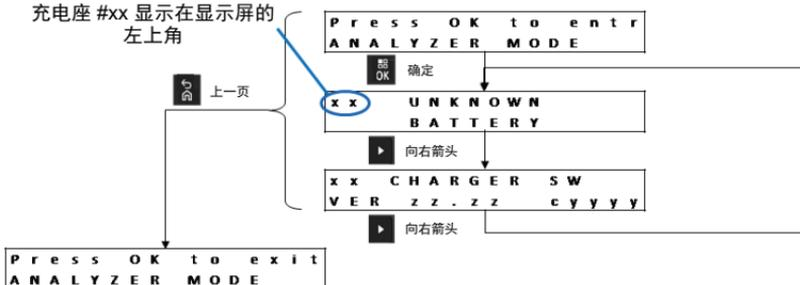 充电座 #xx 显示在显示屏的
左上角
Press OK to entr
ANALYZER MODE
OK
确定
上一页
xx UNKNOWN
BATTERY
向右箭头
xx CHARGER SW
VER zz.zz cyyyy
向右箭头
Press OK to exit
ANALYZER MODE